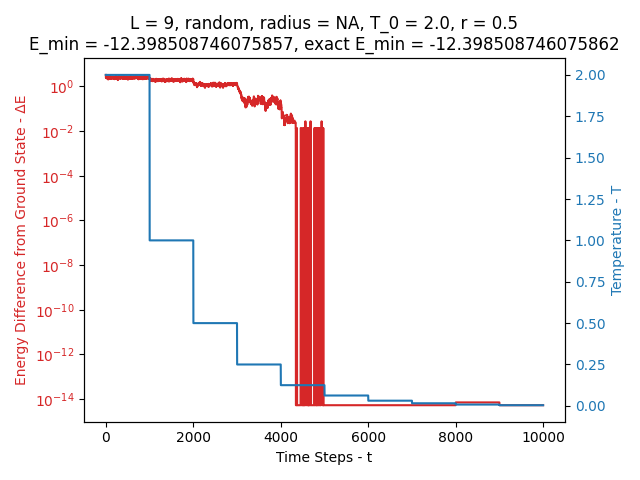 L = 9, random, radius = NA, T_0 = 2.0, r = 0.5
E_min = -12.398508746075857, exact E_min = -12.398508746075862
Energy Difference from Ground State - ΔE
10^0
10^-2
10^-4
10^-6
10^-8
10^-10
10^-12
10^-14
2.00
1.75
1.50
1.25
1.00
0.75
0.50
0.25
0.00
Temperature - T
0 2000 4000 6000 8000 10000
Time Steps - t